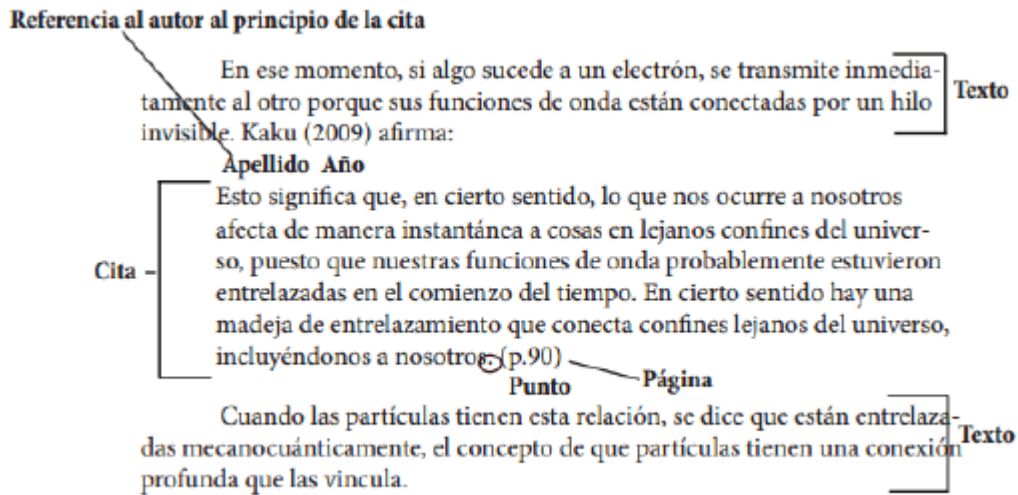 Referencia al autor al principio de la cita
En ese momento, si algo sucede a un electrón, se transmite inmedia-
tamente al otro porque sus funciones de onda están conectadas por un hilo
invisible. Kaku (2009) afirma:
Texto
Apellido Año
Esto significa que, en cierto sentido, lo que nos ocurre a nosotros
afecta de manera instantánea a cosas en lejanos confines del univer-
so, puesto que nuestras funciones de onda probablemente estuvieron
entrelazadas en el comienzo del tiempo. En cierto sentido hay una
madeja de entrelazamiento que conecta confines lejanos del universo,
incluyéndonos a nosotros. (p.90)
Cita
Punto
Página
Cuando las partículas tienen esta relación, se dice que están entrelaza-
das mecanocuánticamente, el concepto de que partículas tienen una conexión
profunda que las vincula.
Texto